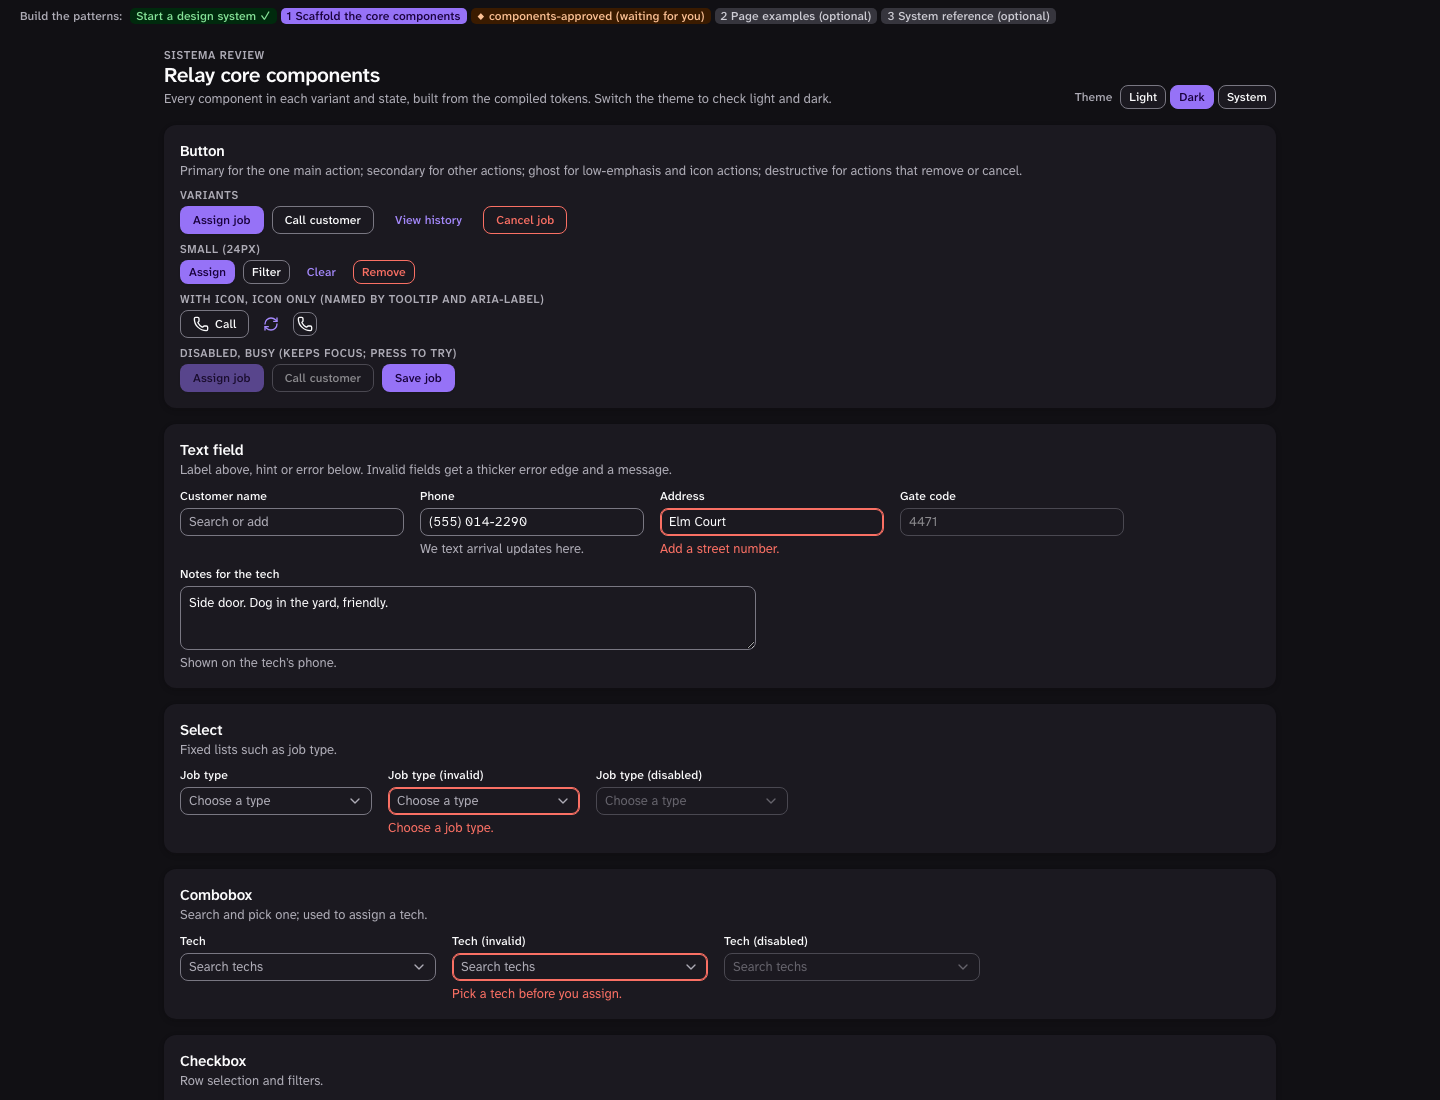 Build the patterns: Start a design system ✓ 1 Scaffold the core components ◆ components-approved (waiting for you) 2 Page examples (optional) 3 System reference (optional)
SISTEMA REVIEW
Relay core components
Every component in each variant and state, built from the compiled tokens. Switch the theme to check light and dark.
Theme Light Dark System
Button
Primary for the one main action; secondary for other actions; ghost for low-emphasis and icon actions; destructive for actions that remove or cancel.
VARIANTS
Assign job Call customer View history Cancel job
SMALL (24PX)
Assign Filter Clear Remove
WITH ICON, ICON ONLY (NAMED BY TOOLTIP AND ARIA-LABEL)
Call
DISABLED, BUSY (KEEPS FOCUS; PRESS TO TRY)
Assign job Call customer Save job
Text field
Label above, hint or error below. Invalid fields get a thicker error edge and a message.
Customer name Phone Address Gate code
Search or add (555) 014-2290 Elm Court 4471
We text arrival updates here. Add a street number.
Notes for the tech
Side door. Dog in the yard, friendly.
Shown on the tech's phone.
Select
Fixed lists such as job type.
Job type Job type (invalid) Job type (disabled)
Choose a type Choose a type Choose a type
Choose a job type.
Combobox
Search and pick one; used to assign a tech.
Tech Tech (invalid) Tech (disabled)
Search techs Search techs Search techs
Pick a tech before you assign.
Checkbox
Row selection and filters.